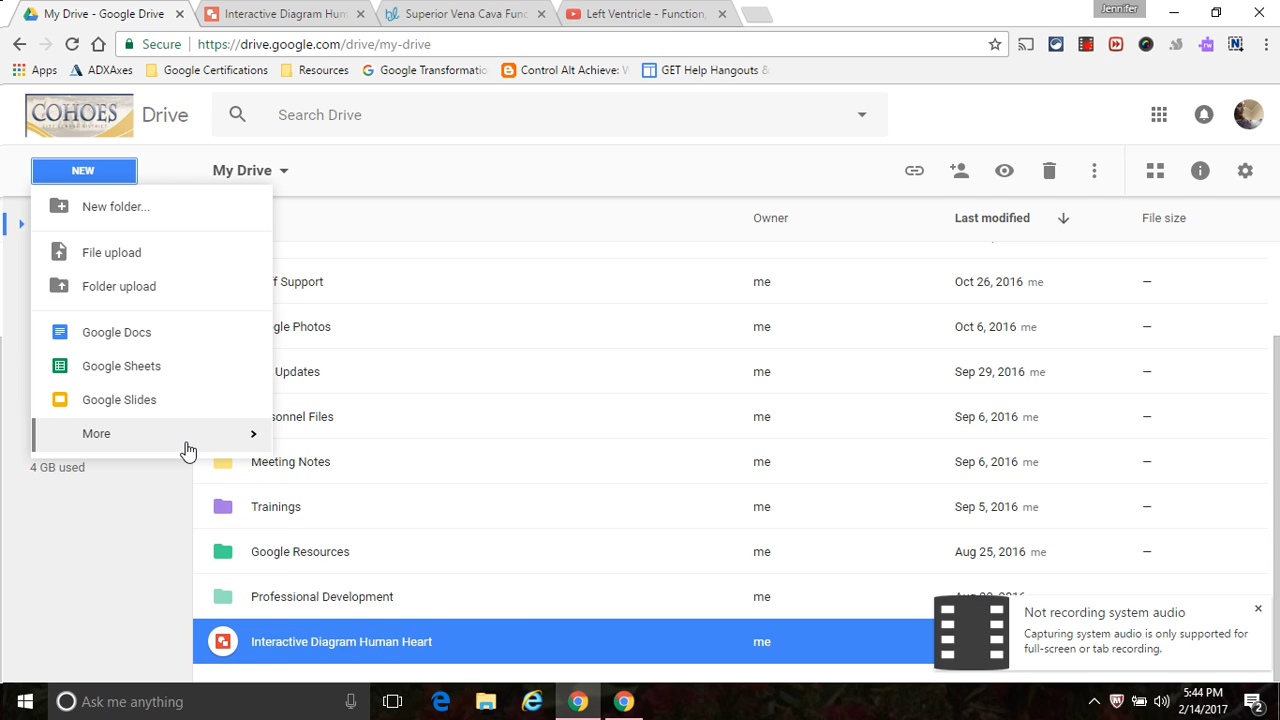 Jennifer
My Drive - Google Drive
Interactive Diagram Hum
Superior Vena Cava Func
Left Ventricle - Function,
Secure
https://drive.google.com/drive/my-drive
Apps
ADXAxes
Google Certifications
Resources
Google Transformatio
Control Alt Achieve: 
GET Help Hangouts &
COHOES
Drive
Search Drive
NEW
My Drive
New folder...
File upload
Folder upload
Google Docs
Google Sheets
Google Slides
More
4 GB used
Owner
Last modified
File size
f Support
me
Oct 26, 2016 me
–
gle Photos
me
Oct 6, 2016 me
–
Updates
me
Sep 29, 2016 me
–
sonnel Files
me
Sep 6, 2016 me
–
Meeting Notes
me
Sep 6, 2016 me
–
Trainings
me
Sep 5, 2016 me
–
Google Resources
me
Aug 25, 2016 me
–
Professional Development
me
Interactive Diagram Human Heart
me
Not recording system audio
Capturing system audio is only supported for
full-screen or tab recording.
Ask me anything
5:44 PM
2/14/2017